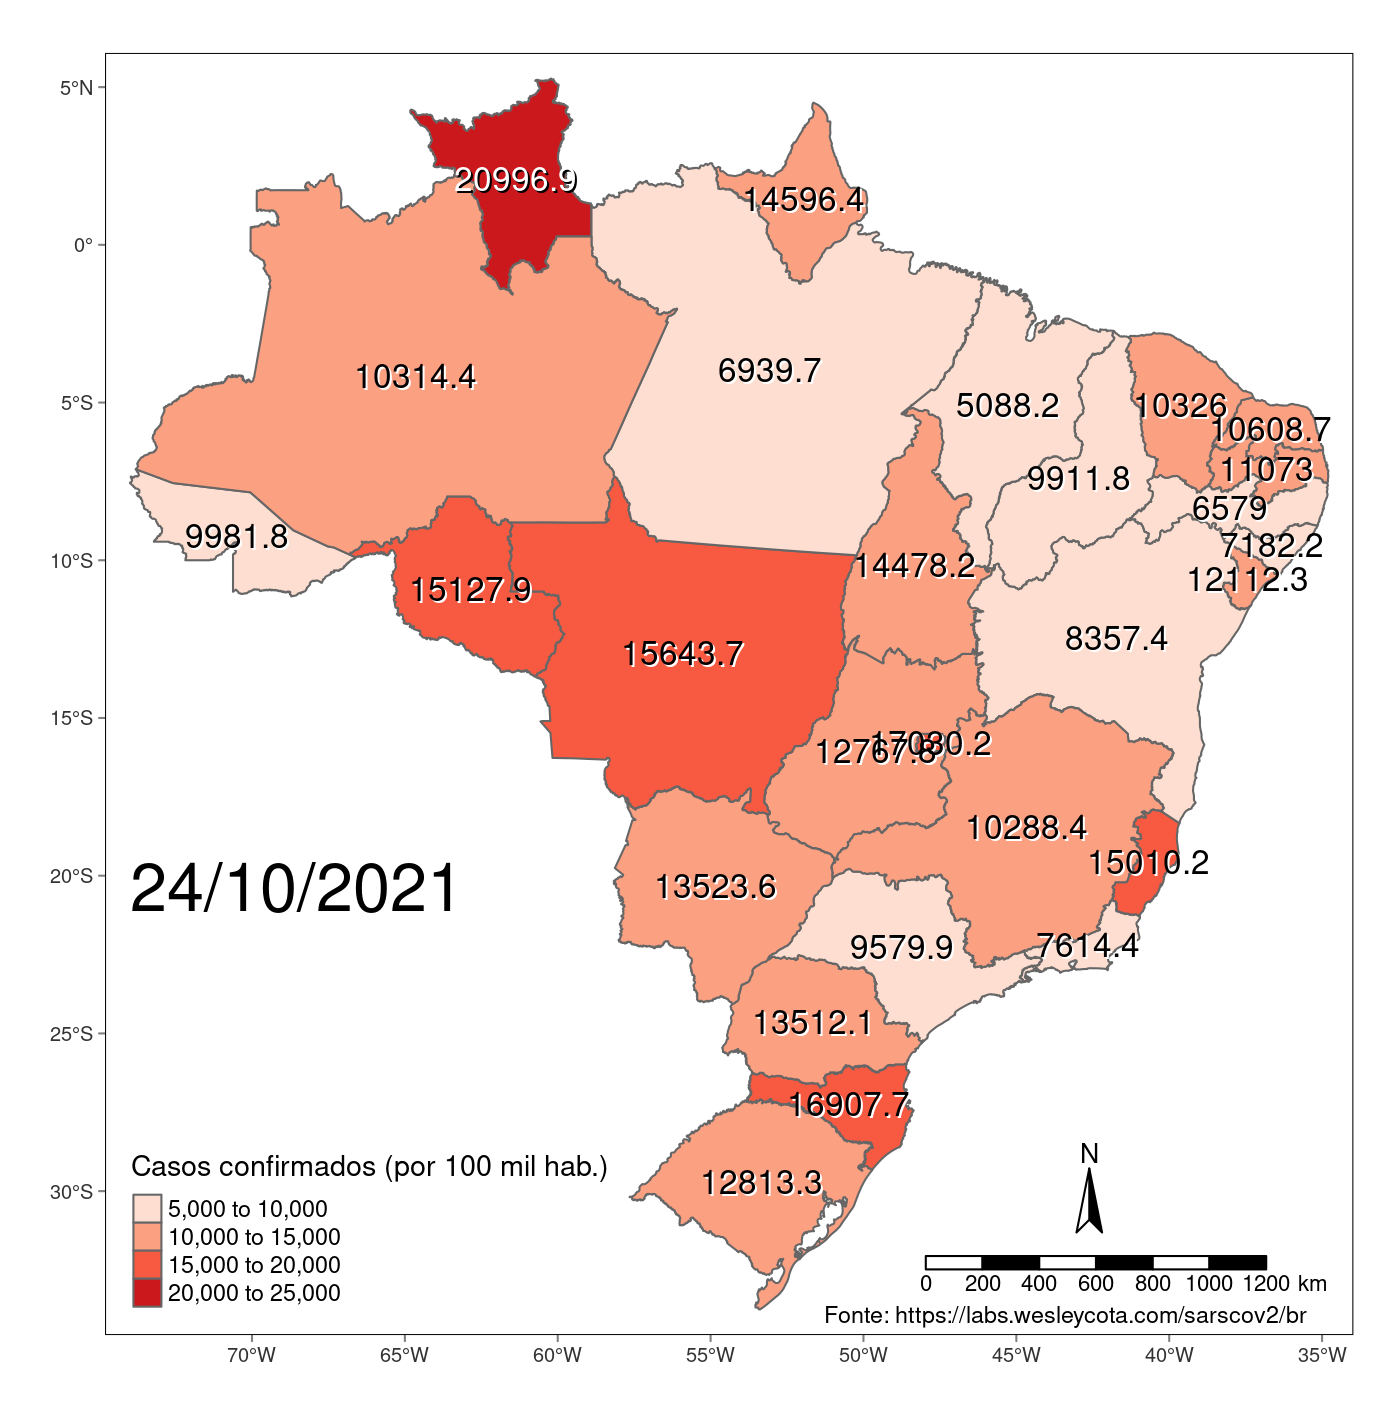 5°N
0°
5°S
10°S
15°S
20°S
25°S
30°S
20996.9
14596.4
10314.4
6939.7
5088.2
10326
10608.7
9911.8
11073
6579
9981.8
7182.2
15127.9
14478.2
12112.3
15643.7
8357.4
12767.8
17030.2
10288.4
15010.2
24/10/2021
13523.6
9579.9
7614.4
13512.1
16907.7
12813.3
Casos confirmados (por 100 mil hab.)
5,000 to 10,000
10,000 to 15,000
15,000 to 20,000
20,000 to 25,000
N
0 200 400 600 800 1000 1200 km
Fonte: https://labs.wesleycota.com/sarscov2/br
70°W 65°W 60°W 55°W 50°W 45°W 40°W 35°W